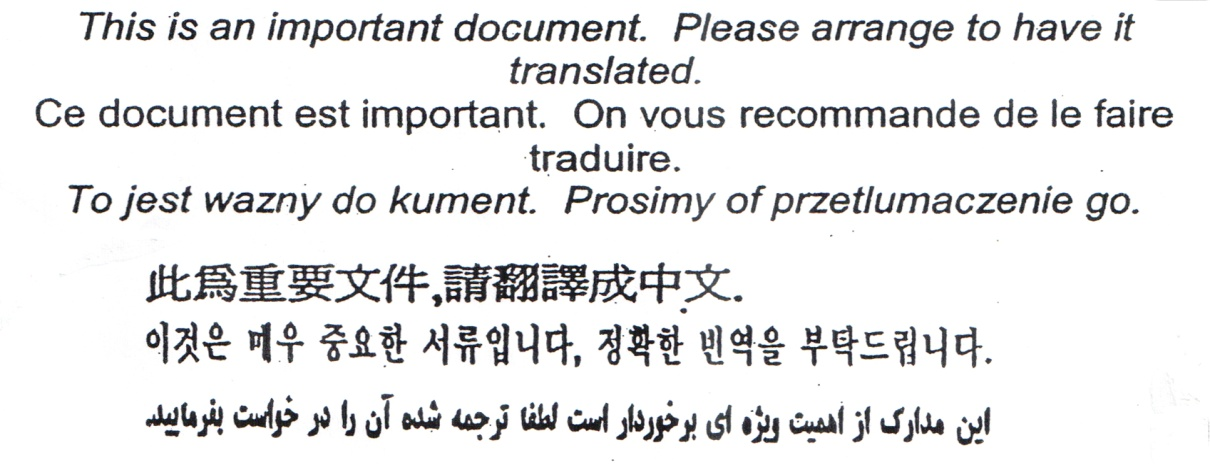 This is an important document. Please arrange to have it
translated.
Ce document est important. On vous recommande de le faire
traduire.
To jest wazny do kument. Prosimy of przetlumaczenie go.
此爲重要文件,請翻譯成中文.
이것은 매우 중요한 서류입니다, 정확한 빈역을 부탁드립니다.
این مدارک از اهمیت ویژه ای برخوردار است لطفا ترجمه شده آن را در خواست بفرمایید.